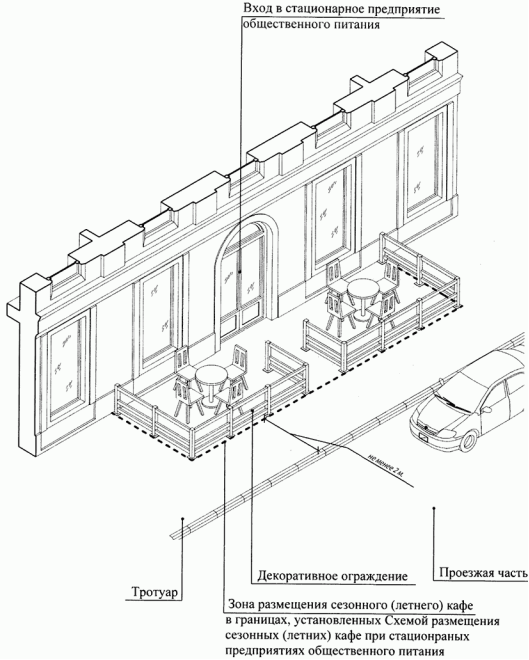 Вход в стационарное предприятие
общественного питания
не менее 2 м.
Проезжая часть
Декоративное ограждение
Тротуар
Зона размещения сезонного (летнего) кафе
в границах, установленных Схемой размещения
сезонных (летних) кафе при стационраных
предприятиях общественного питания